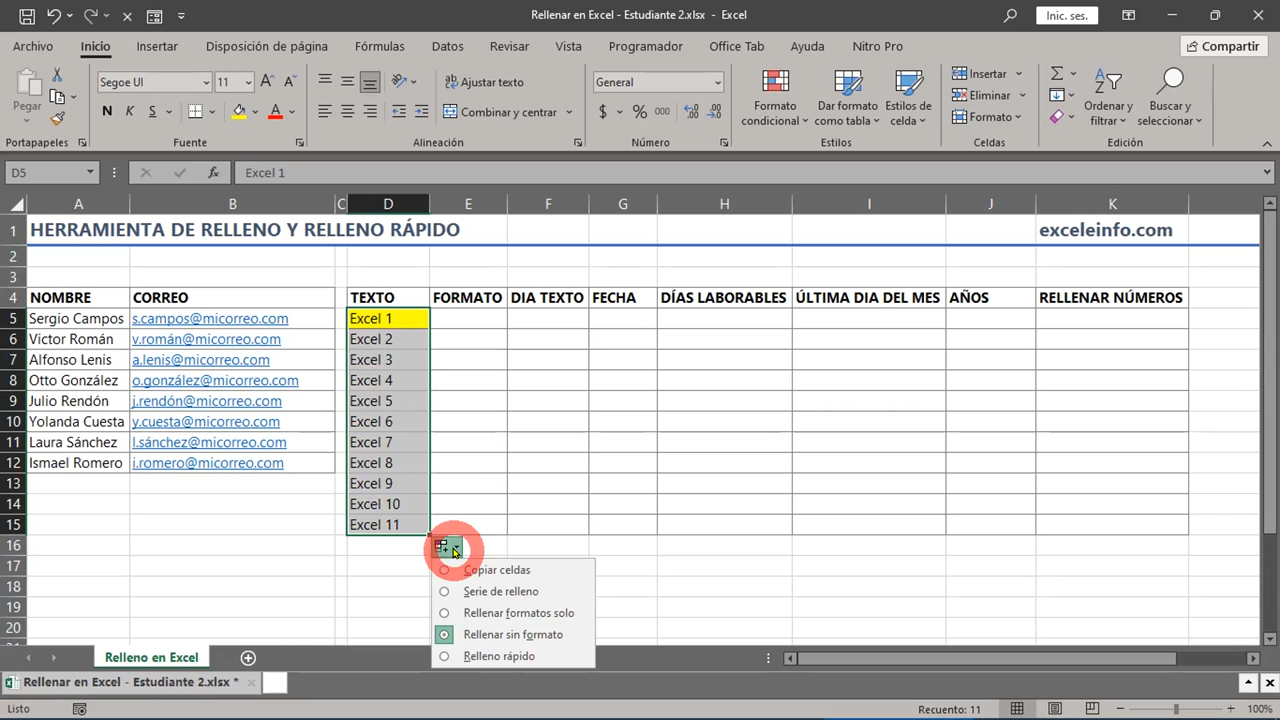 Rellenar en Excel - Estudiante 2.xlsx - Excel
Inic. ses.
Archivo Inicio Insertar Disposición de página Fórmulas Datos Revisar Vista Programador Office Tab Ayuda Nitro Pro Compartir
Pegar
Segoe UI 11
N K S
Ajustar texto
Combinar y centrar
General
$ % 000
Formato condicional
Dar formato como tabla
Estilos de celda
Insertar
Eliminar
Formato
Ordenar y filtrar
Buscar y seleccionar
Portapapeles Fuente Alineación Número Estilos Celdas Edición
D5 fx Excel 1
A B C D E F G H I J K
1 HERRAMIENTA DE RELLENO Y RELLENO RÁPIDO exceleinfo.com
2
3
4 NOMBRE CORREO TEXTO FORMATO DIA TEXTO FECHA DÍAS LABORABLES ÚLTIMA DIA DEL MES AÑOS RELLENAR NÚMEROS
5 Sergio Campos s.campos@micorreo.com Excel 1
6 Victor Román v.román@micorreo.com Excel 2
7 Alfonso Lenis a.lenis@micorreo.com Excel 3
8 Otto González o.gonzález@micorreo.com Excel 4
9 Julio Rendón j.rendón@micorreo.com Excel 5
10 Yolanda Cuesta y.cuesta@micorreo.com Excel 6
11 Laura Sánchez l.sánchez@micorreo.com Excel 7
12 Ismael Romero i.romero@micorreo.com Excel 8
13 Excel 9
14 Excel 10
15 Excel 11
16
17
18
19
20
Copiar celdas
Serie de relleno
Rellenar formatos solo
Rellenar sin formato
Relleno rápido
Relleno en Excel
Rellenar en Excel - Estudiante 2.xlsx *
Listo Recuento: 11 100%